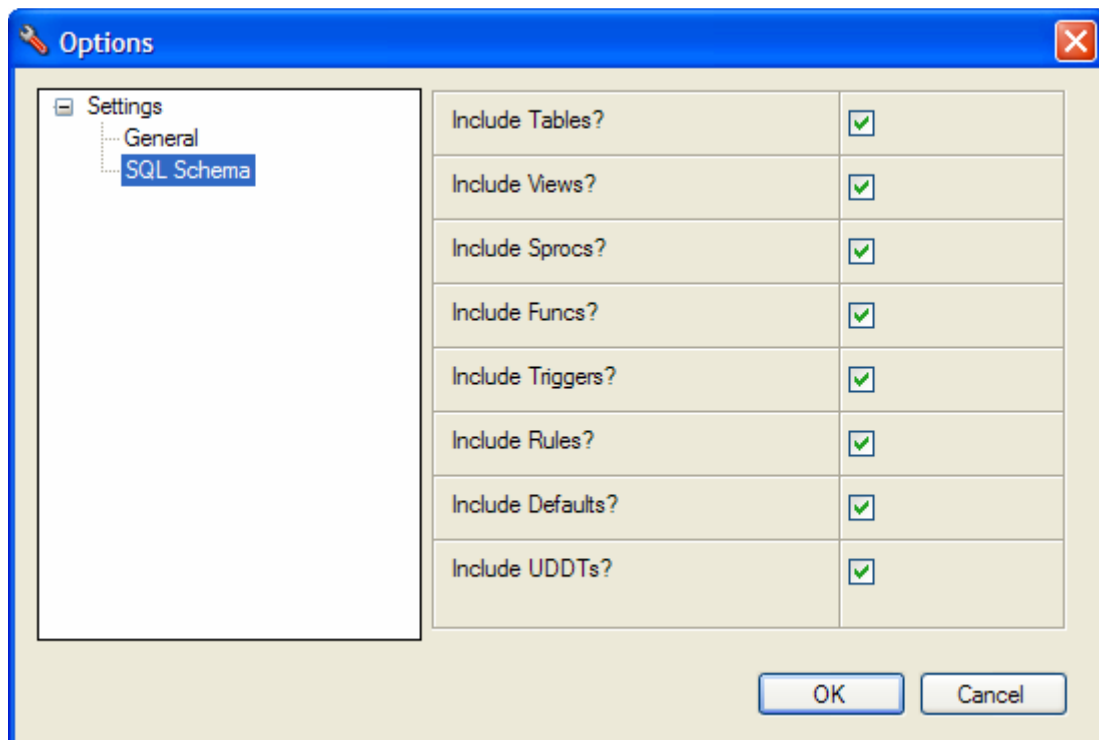 Options
Settings
General
SQL Schema
Include Tables?
Include Views?
Include Sprocs?
Include Funcs?
Include Triggers?
Include Rules?
Include Defaults?
Include UDDTs?
OK
Cancel